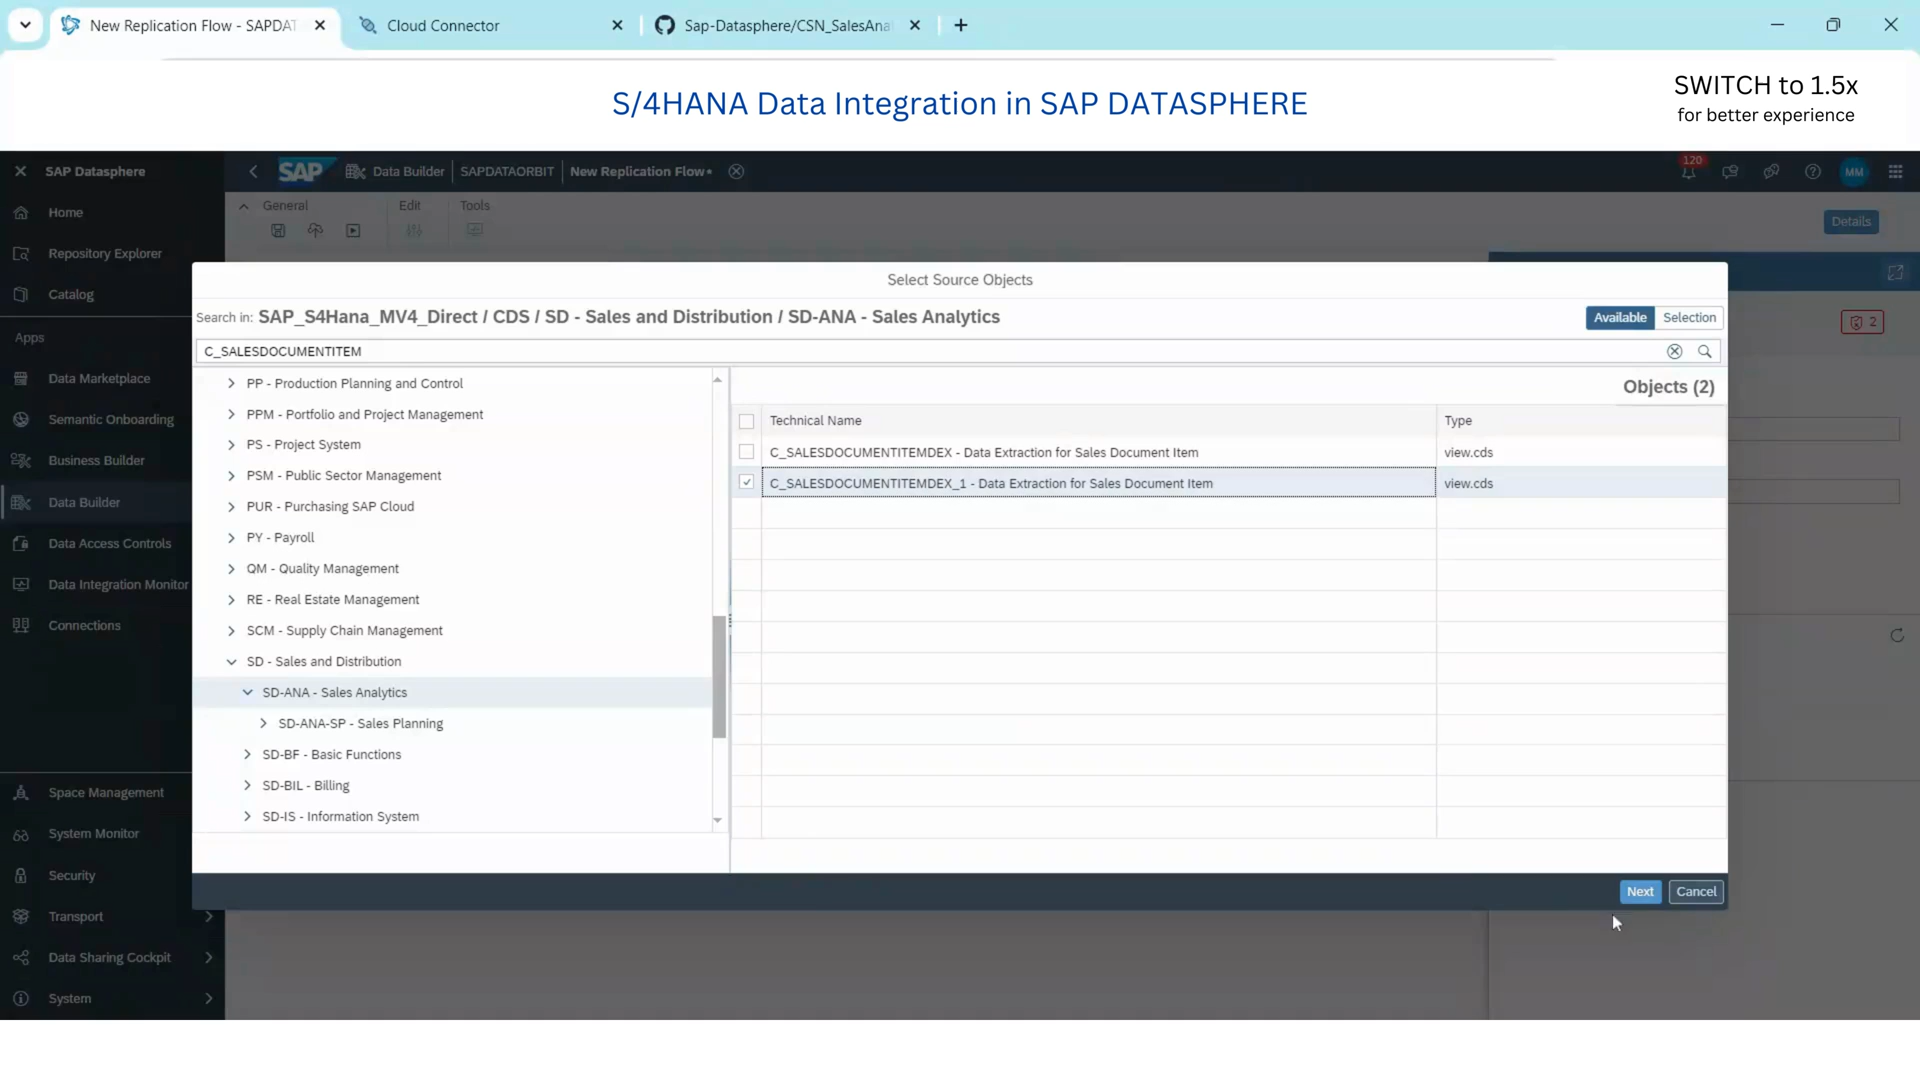 New Replication Flow - SAPDAT
Cloud Connector
Sap-Datasphere/CSN_SalesAna
S/4HANA Data Integration in SAP DATASPHERE
SWITCH to 1.5x
for better experience
SAP Datasphere
SAP
Data Builder
SAPDATAORBIT
New Replication Flow*
120
MM
Home
Repository Explorer
Catalog
Apps
Data Marketplace
Semantic Onboarding
Business Builder
Data Builder
Data Access Controls
Data Integration Monitor
Connections
Space Management
System Monitor
Security
Transport
Data Sharing Cockpit
System
General
Edit
Tools
Details
2
Select Source Objects
Search in: SAP_S4Hana_MV4_Direct / CDS / SD - Sales and Distribution / SD-ANA - Sales Analytics
Available
Selection
C_SALESDOCUMENTITEM
PP - Production Planning and Control
PPM - Portfolio and Project Management
PS - Project System
PSM - Public Sector Management
PUR - Purchasing SAP Cloud
PY - Payroll
QM - Quality Management
RE - Real Estate Management
SCM - Supply Chain Management
SD - Sales and Distribution
SD-ANA - Sales Analytics
SD-ANA-SP - Sales Planning
SD-BF - Basic Functions
SD-BIL - Billing
SD-IS - Information System
Objects (2)
Technical Name
Type
C_SALESDOCUMENTITEMDEX - Data Extraction for Sales Document Item
view.cds
C_SALESDOCUMENTITEMDEX_1 - Data Extraction for Sales Document Item
view.cds
Next
Cancel